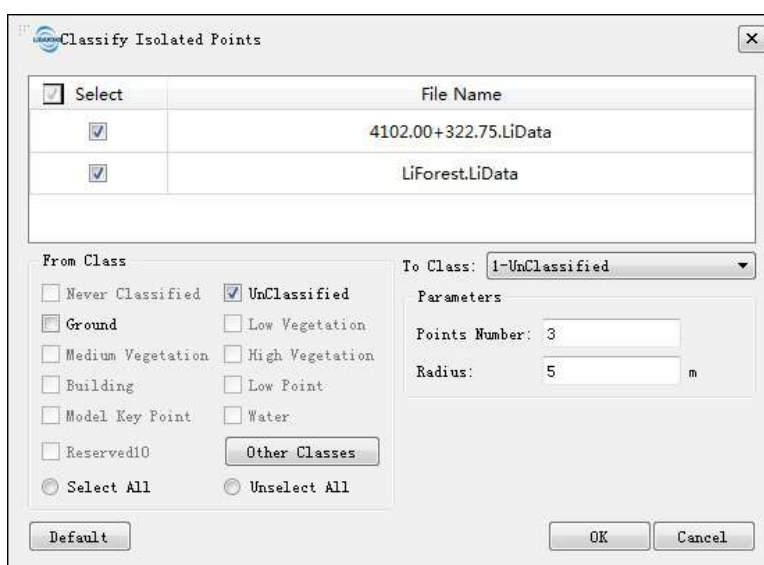 Classify Isolated Points
Select File Name
4102.00+322.75.LiData
LiForest.LiData
From Class
Never Classified UnClassified
Ground Low Vegetation
Medium Vegetation High Vegetation
Building Low Point
Model Key Point Water
Reserved10 Other Classes
Select All Unselect All
To Class: 1-UnClassified
Parameters
Points Number: 3
Radius: 5 m
Default OK Cancel